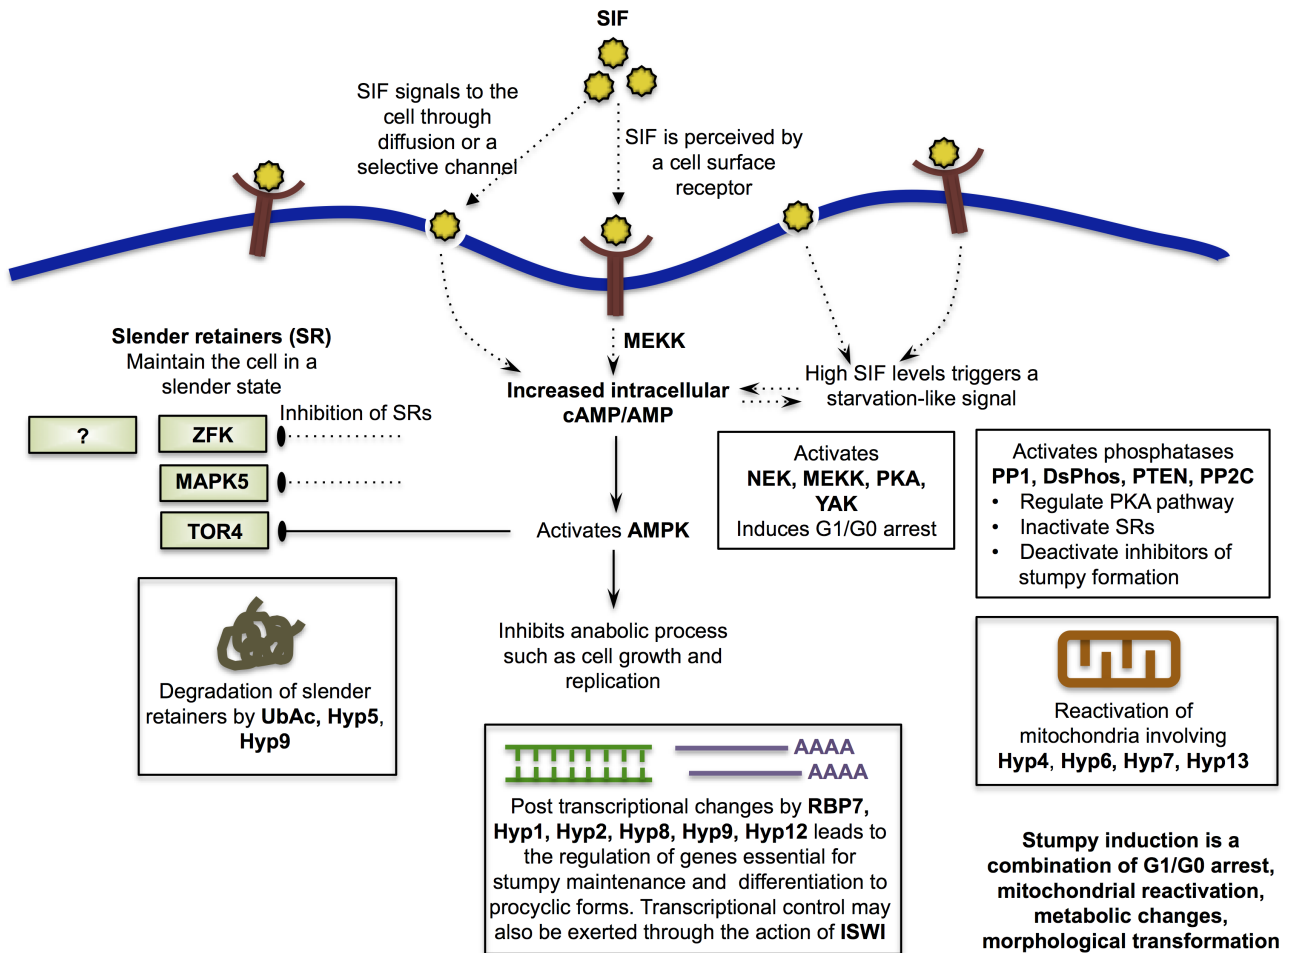 SIF
SIF signals to the
cell through
diffusion or a
selective channel
SIF is perceived by
a cell surface
receptor
Slender retainers (SR)
Maintain the cell in a
slender state
MEKK
Increased intracellular
cAMP/AMP
High SIF levels triggers a
starvation-like signal
Inhibition of SRs
?
ZFK
MAPK5
TOR4
Activates AMPK
Activates
NEK, MEKK, PKA,
YAK
Induces G1/G0 arrest
Activates phosphatases
PP1, DsPhos, PTEN, PP2C
• Regulate PKA pathway
• Inactivate SRs
• Deactivate inhibitors of
stumpy formation
Inhibits anabolic process
such as cell growth and
replication
Degradation of slender
retainers by UbAc, Hyp5,
Hyp9
Reactivation of
mitochondria involving
Hyp4, Hyp6, Hyp7, Hyp13
AAAA
AAAA
Post transcriptional changes by RBP7,
Hyp1, Hyp2, Hyp8, Hyp9, Hyp12 leads to
the regulation of genes essential for
stumpy maintenance and differentiation to
procyclic forms. Transcriptional control may
also be exerted through the action of ISWI
Stumpy induction is a
combination of G1/G0 arrest,
mitochondrial reactivation,
metabolic changes,
morphological transformation